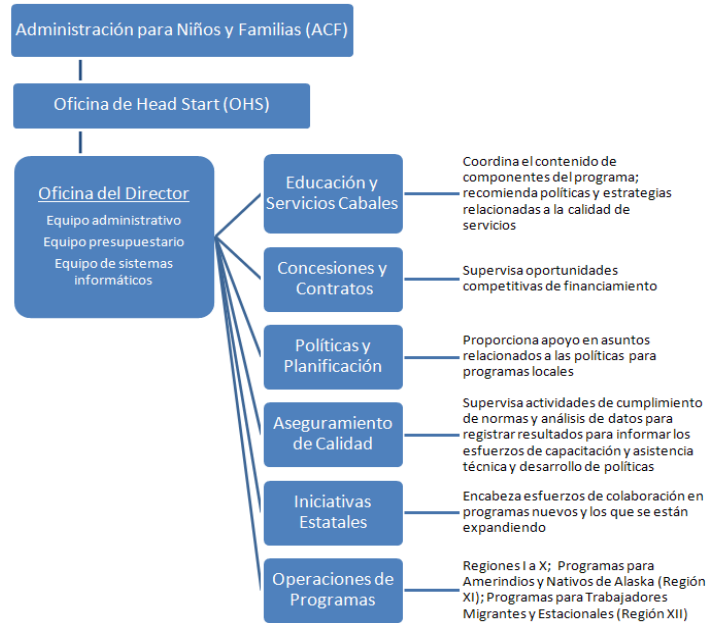 Administración para Niños y Familias (ACF)
Oficina de Head Start (OHS)
Oficina del Director
Equipo administrativo
Equipo presupuestario
Equipo de sistemas
informáticos
Educación y
Servicios Cabales
Coordina el contenido de
componentes del programa;
recomienda políticas y estrategias
relacionadas a la calidad de
servicios
Concesiones y
Contratos
Supervisa oportunidades
competitivas de financiamiento
Políticas y
Planificación
Proporciona apoyo en asuntos
relacionados a las políticas para
programas locales
Aseguramiento
de Calidad
Supervisa actividades de cumplimiento
de normas y análisis de datos para
registrar resultados para informar los
esfuerzos de capacitación y asistencia
técnica y desarrollo de políticas
Iniciativas
Estatales
Encabeza esfuerzos de colaboración en
programas nuevos y los que se están
expandiendo
Operaciones de
Programas
Regiones I a X; Programas para
Amerindios y Nativos de Alaska (Región
XI); Programas para Trabajadores
Migrantes y Estacionales (Región XII)